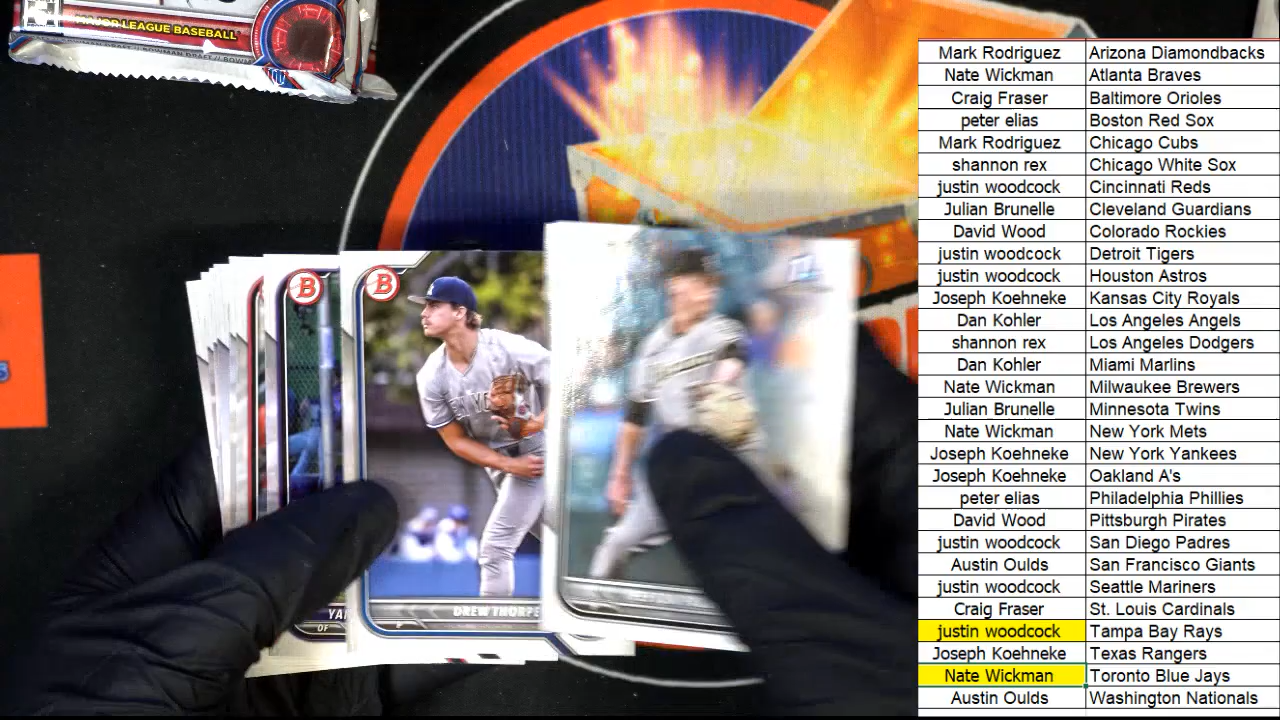 MAJOR LEAGUE BASEBALL
Mark Rodriguez Arizona Diamondbacks
Nate Wickman Atlanta Braves
Craig Fraser Baltimore Orioles
peter elias Boston Red Sox
Mark Rodriguez Chicago Cubs
shannon rex Chicago White Sox
justin woodcock Cincinnati Reds
Julian Brunelle Cleveland Guardians
David Wood Colorado Rockies
justin woodcock Detroit Tigers
justin woodcock Houston Astros
Joseph Koehneke Kansas City Royals
Dan Kohler Los Angeles Angels
shannon rex Los Angeles Dodgers
Dan Kohler Miami Marlins
Nate Wickman Milwaukee Brewers
Julian Brunelle Minnesota Twins
Nate Wickman New York Mets
Joseph Koehneke New York Yankees
Joseph Koehneke Oakland A's
peter elias Philadelphia Phillies
David Wood Pittsburgh Pirates
justin woodcock San Diego Padres
Austin Oulds San Francisco Giants
justin woodcock Seattle Mariners
Craig Fraser St. Louis Cardinals
justin woodcock Tampa Bay Rays
Joseph Koehneke Texas Rangers
Nate Wickman Toronto Blue Jays
Austin Oulds Washington Nationals
B
B
DREW THORPE
YAN
OF